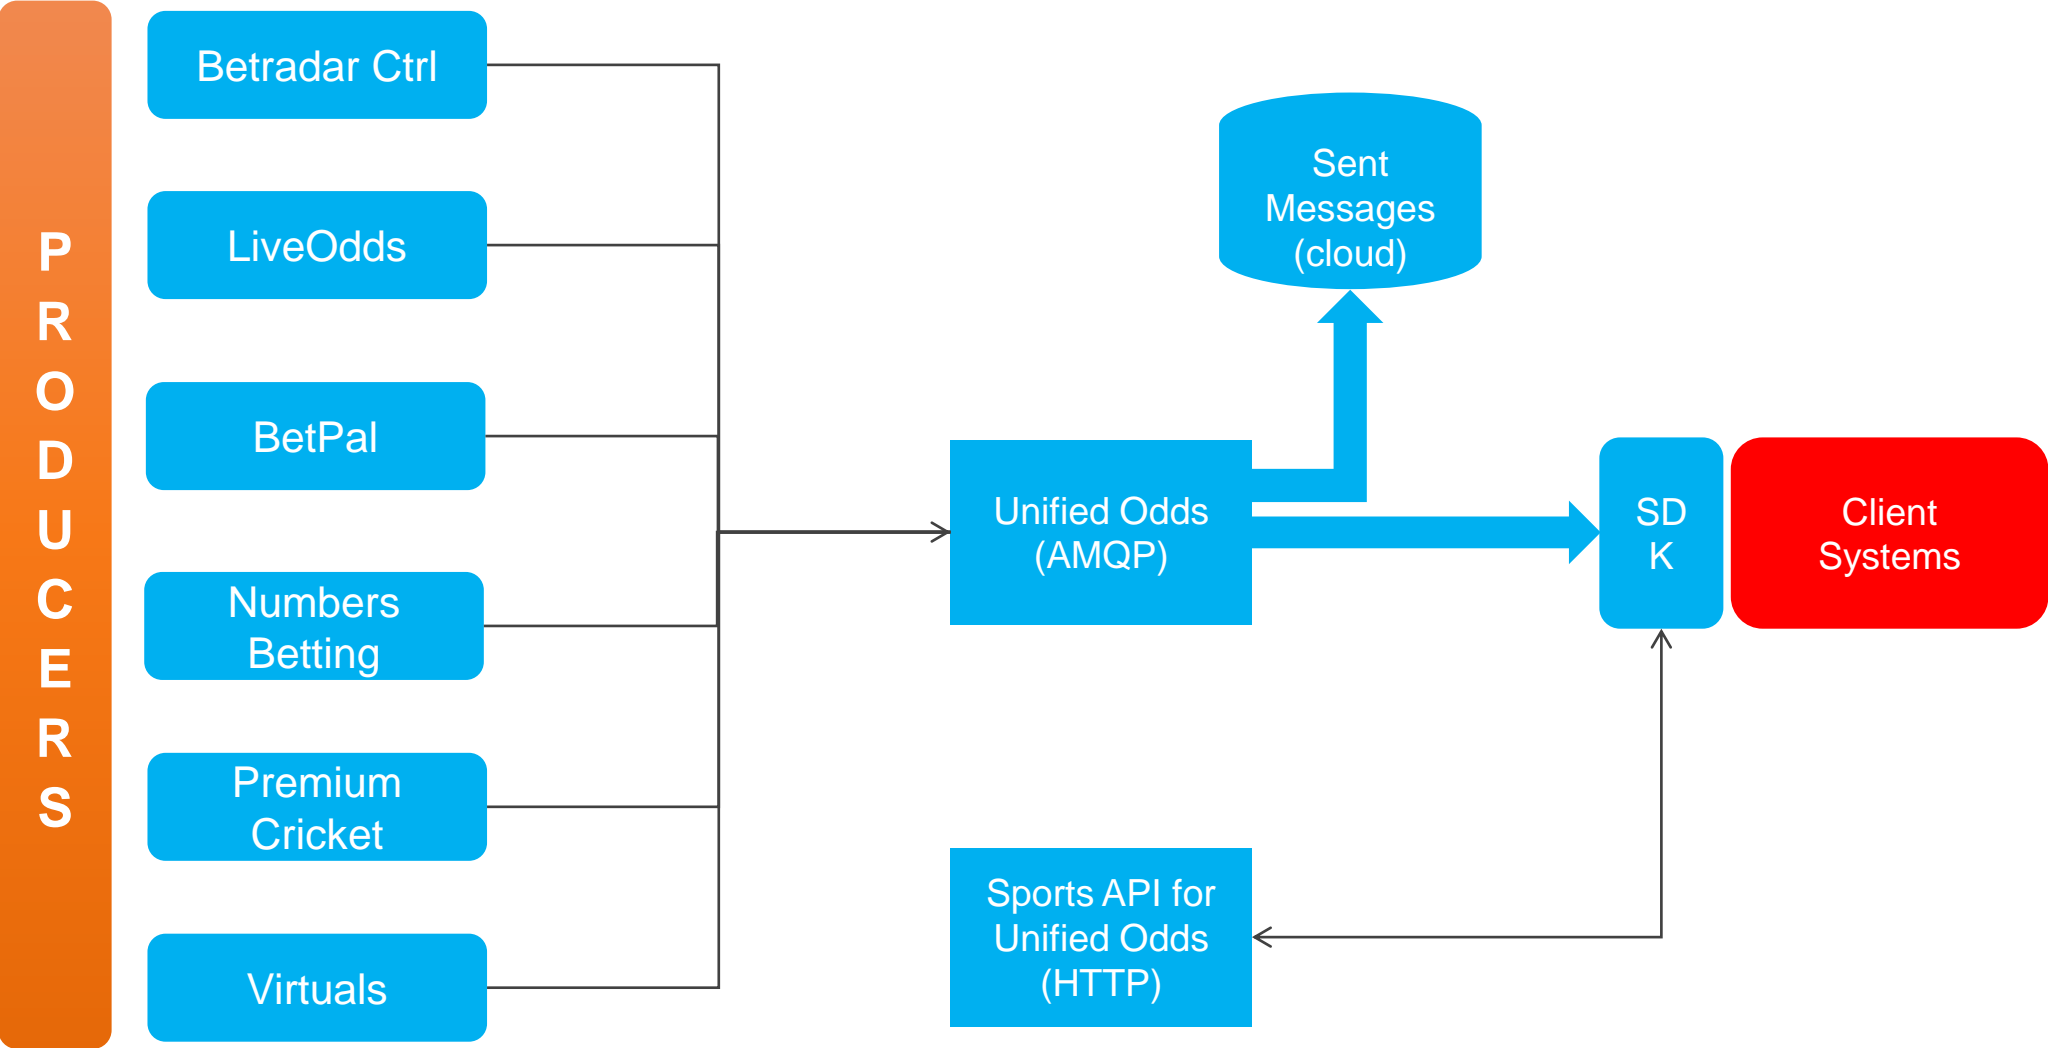 P
R
O
D
U
C
E
R
S
Betradar Ctrl
LiveOdds
BetPal
Numbers
Betting
Premium
Cricket
Virtuals
Sent
Messages
(cloud)
Unified Odds
(AMQP)
SD
K
Client
Systems
Sports API for
Unified Odds
(HTTP)